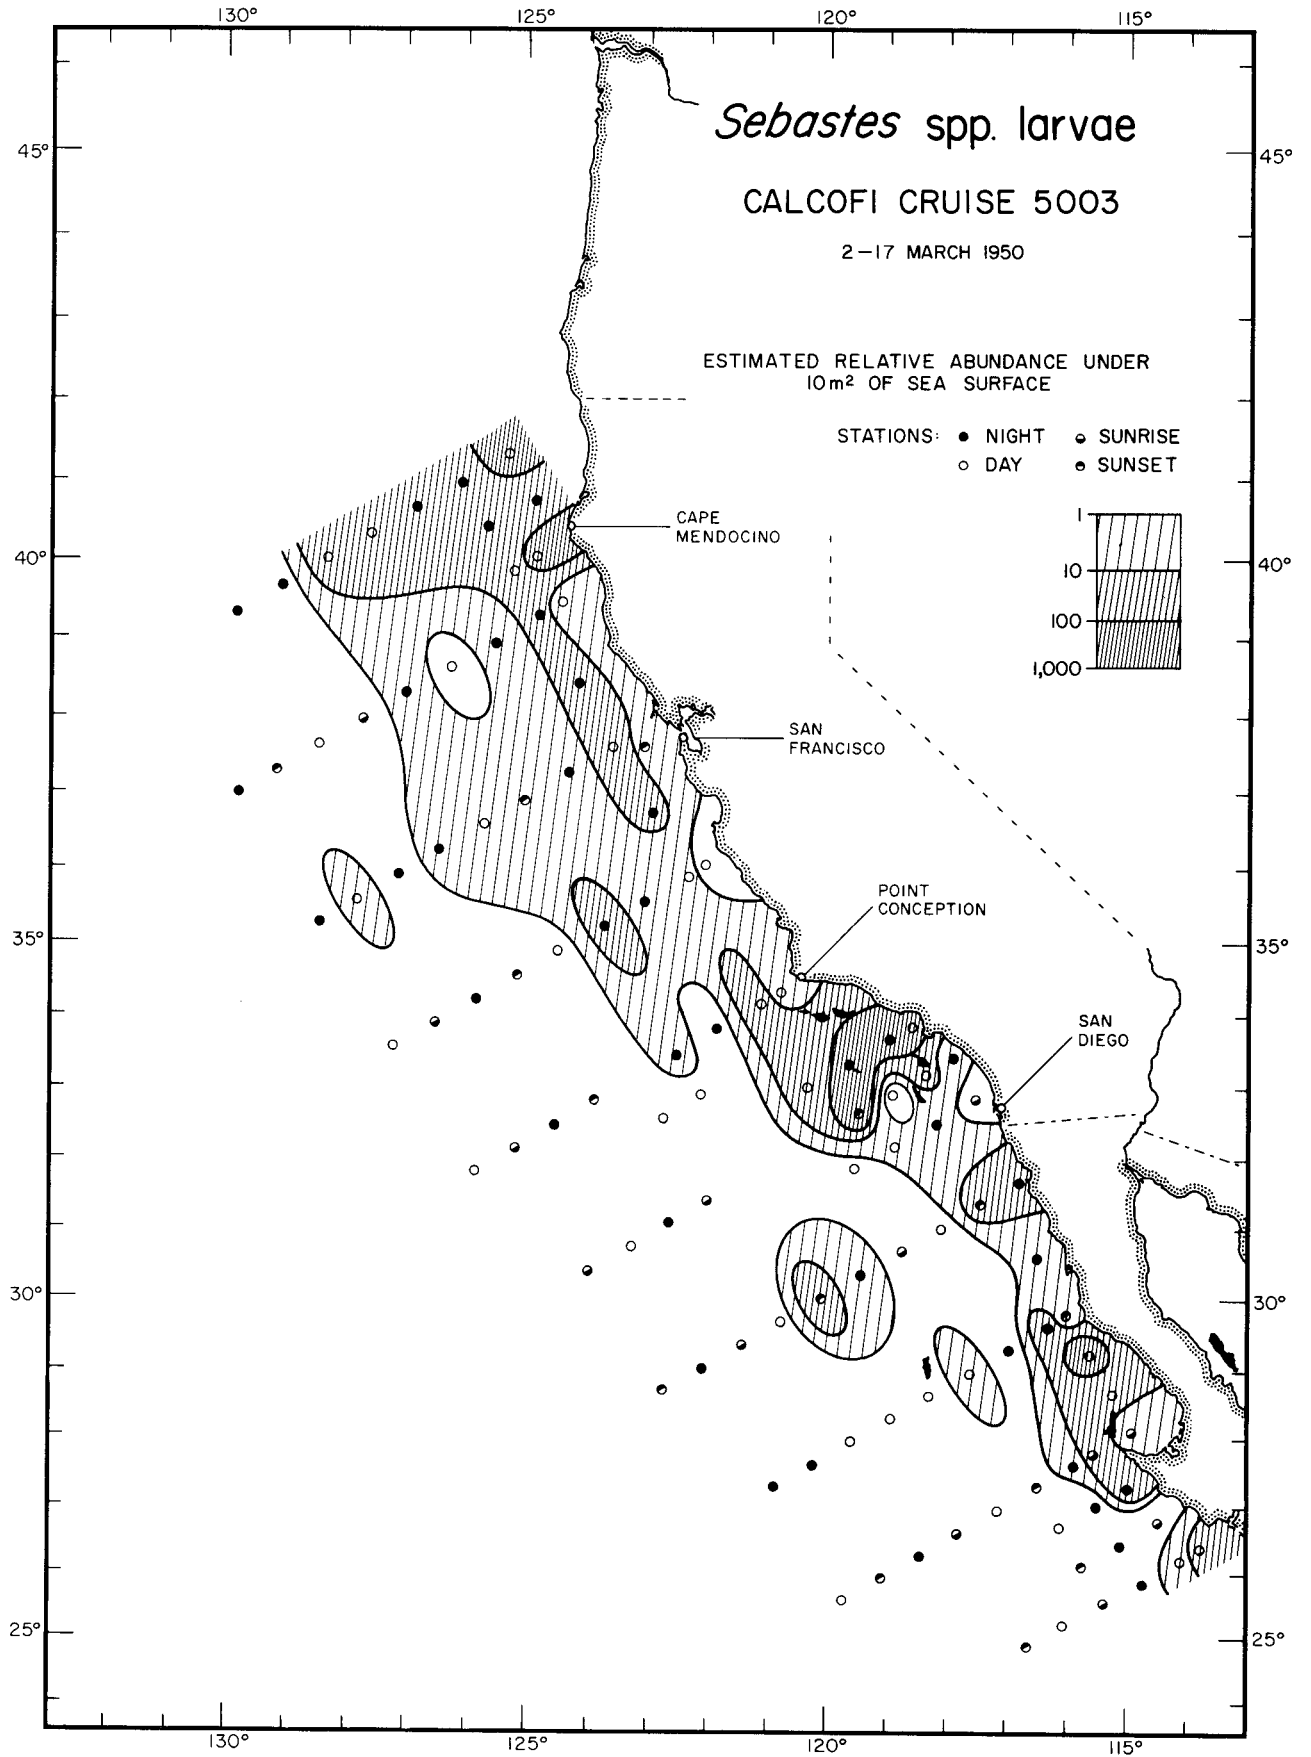 130° 125° 120° 115°
Sebastes spp. larvae
45° 45°
CALCOFI CRUISE 5003
2–17 MARCH 1950
ESTIMATED RELATIVE ABUNDANCE UNDER
10m² OF SEA SURFACE
STATIONS: ● NIGHT SUNRISE
○ DAY SUNSET
1
10
100
1,000
CAPE
MENDOCINO
40° 40°
SAN
FRANCISCO
POINT
CONCEPTION
35° 35°
SAN
DIEGO
30° 30°
25° 25°
130° 125° 120° 115°